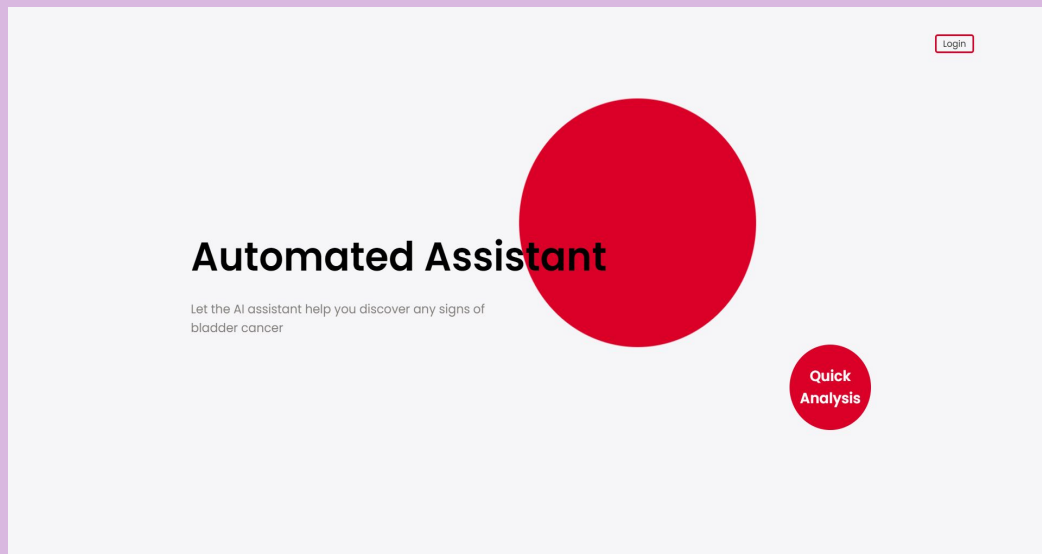 Login
Automated Assistant
Let the AI assistant help you discover any signs of
bladder cancer
Quick
Analysis